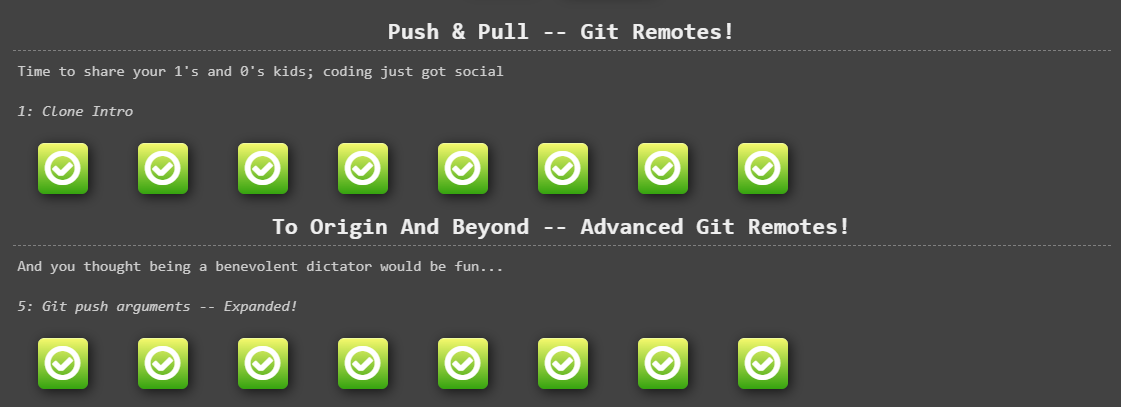 Push & Pull -- Git Remotes!
Time to share your 1's and 0's kids; coding just got social
1: Clone Intro
To Origin And Beyond -- Advanced Git Remotes!
And you thought being a benevolent dictator would be fun...
5: Git push arguments -- Expanded!